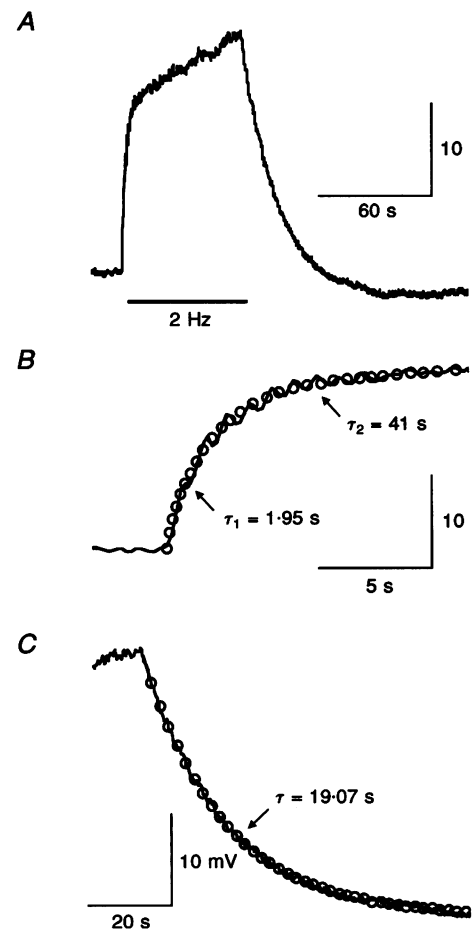 A
10
60 s
2 Hz
B
τ2 = 41 s
τ1 = 1·95 s
10
5 s
C
τ = 19·07 s
10 mV
20 s